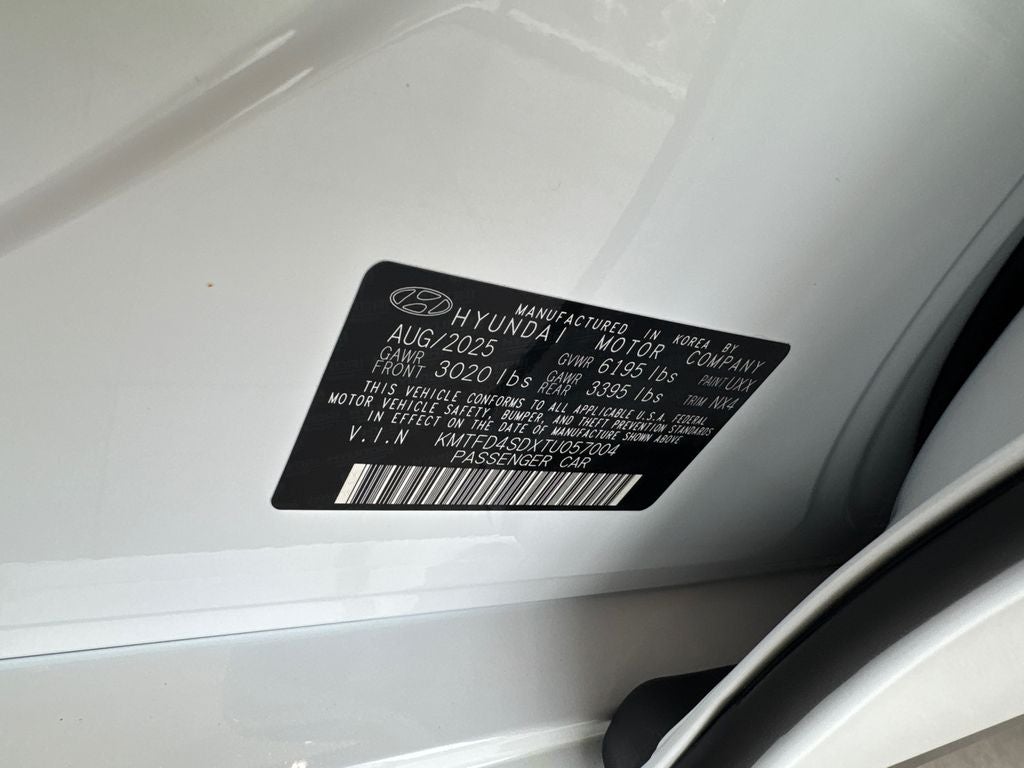 MANUFACTURED IN KOREA BY
HYUNDAI MOTOR COMPANY
AUG/2025 GVWR 6195 lbs PAINT UXX
GAWR FRONT 3020 lbs GAWR REAR 3395 lbs TRIM NX4
THIS VEHICLE CONFORMS TO ALL APPLICABLE U.S.A. FEDERAL
MOTOR VEHICLE SAFETY, BUMPER, AND THEFT PREVENTION STANDARDS
IN EFFECT ON THE DATE OF MANUFACTURE SHOWN ABOVE
V.I.N KMTFD4SDXTU057004
PASSENGER CAR